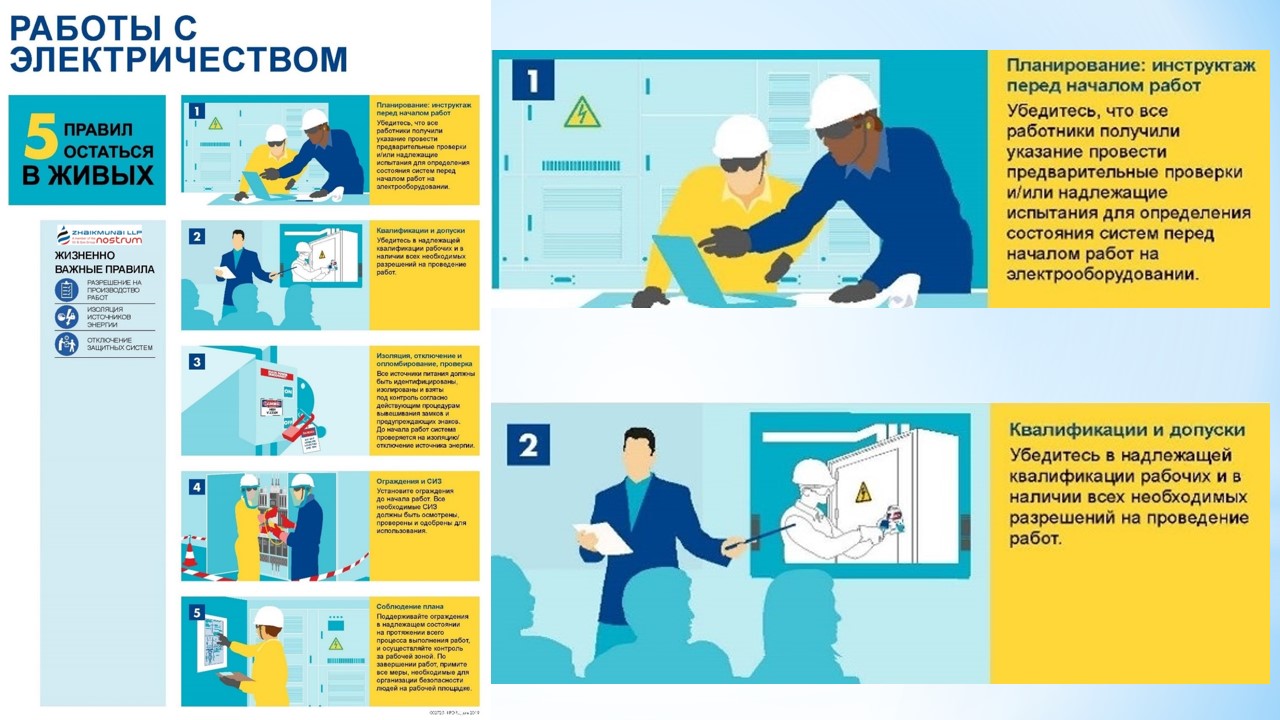 РАБОТЫ С
ЭЛЕКТРИЧЕСТВОМ
5 ПРАВИЛ
ОСТАТЬСЯ
В ЖИВЫХ
ZHAIKMUNAI LLP
nostrum
ЖИЗНЕННО
ВАЖНЫЕ ПРАВИЛА
РАЗРЕШЕНИЕ НА
ПРОИЗВОДСТВО
РАБОТ
ИЗОЛЯЦИЯ
ИСТОЧНИКОВ
ЭНЕРГИИ
ОТКЛЮЧЕНИЕ
ЗАЩИТНЫХ СИСТЕМ
1
Планирование: инструктаж
перед началом работ
Убедитесь, что все
работники получили
указание провести
предварительные проверки
и/или надлежащие
испытания для определения
состояния систем перед
началом работ на
электрооборудовании.
2
Квалификации и допуски
Убедитесь в надлежащей
квалификации рабочих и в
наличии всех необходимых
разрешений на проведение
работ.
3
Изоляция, отключение и
опломбирование, проверка
Все источники питания должны
быть идентифицированы,
изолированы и взяты
под контроль согласно
действующим процедурам
вывешивания замков и
предупреждающих знаков.
До начала работ система
проверяется на изоляцию/
отключение источника энергии.
ON
4
Ограждения и СИЗ
Установите ограждения
до начала работ. Все
необходимые СИЗ
должны быть осмотрены,
проверены и одобрены для
использования.
5
Соблюдение плана
Поддерживайте ограждения
в надлежащем состоянии
на протяжении всего
процесса выполнения работ,
и осуществляйте контроль
за рабочей зоной. По
завершении работ, примите
все меры, необходимые для
организации безопасности
людей на рабочей площадке.
1
Планирование: инструктаж
перед началом работ
Убедитесь, что все
работники получили
указание провести
предварительные проверки
и/или надлежащие
испытания для определения
состояния систем перед
началом работ на
электрооборудовании.
2
Квалификации и допуски
Убедитесь в надлежащей
квалификации рабочих и в
наличии всех необходимых
разрешений на проведение
работ.